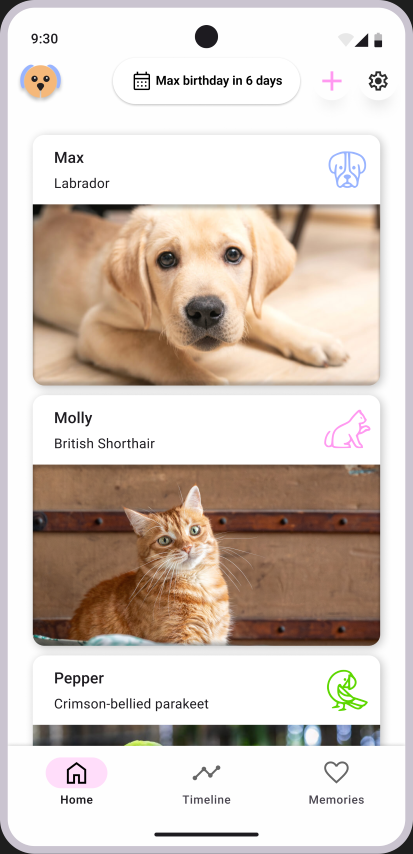 9:30
Max birthday in 6 days
Max
Labrador
Molly
British Shorthair
Pepper
Crimson-bellied parakeet
Home
Timeline
Memories